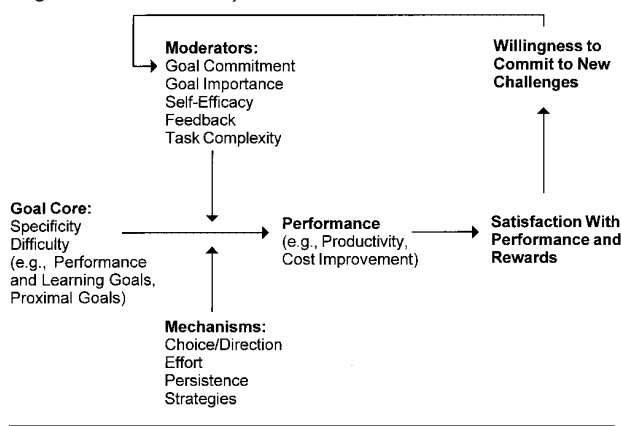 Moderators:
Goal Commitment
Goal Importance
Self-Efficacy
Feedback
Task Complexity
Willingness to
Commit to New
Challenges
Goal Core:
Specificity
Difficulty
(e.g., Performance
and Learning Goals,
Proximal Goals)
Performance
(e.g., Productivity,
Cost Improvement)
Satisfaction With
Performance and
Rewards
Mechanisms:
Choice/Direction
Effort
Persistence
Strategies